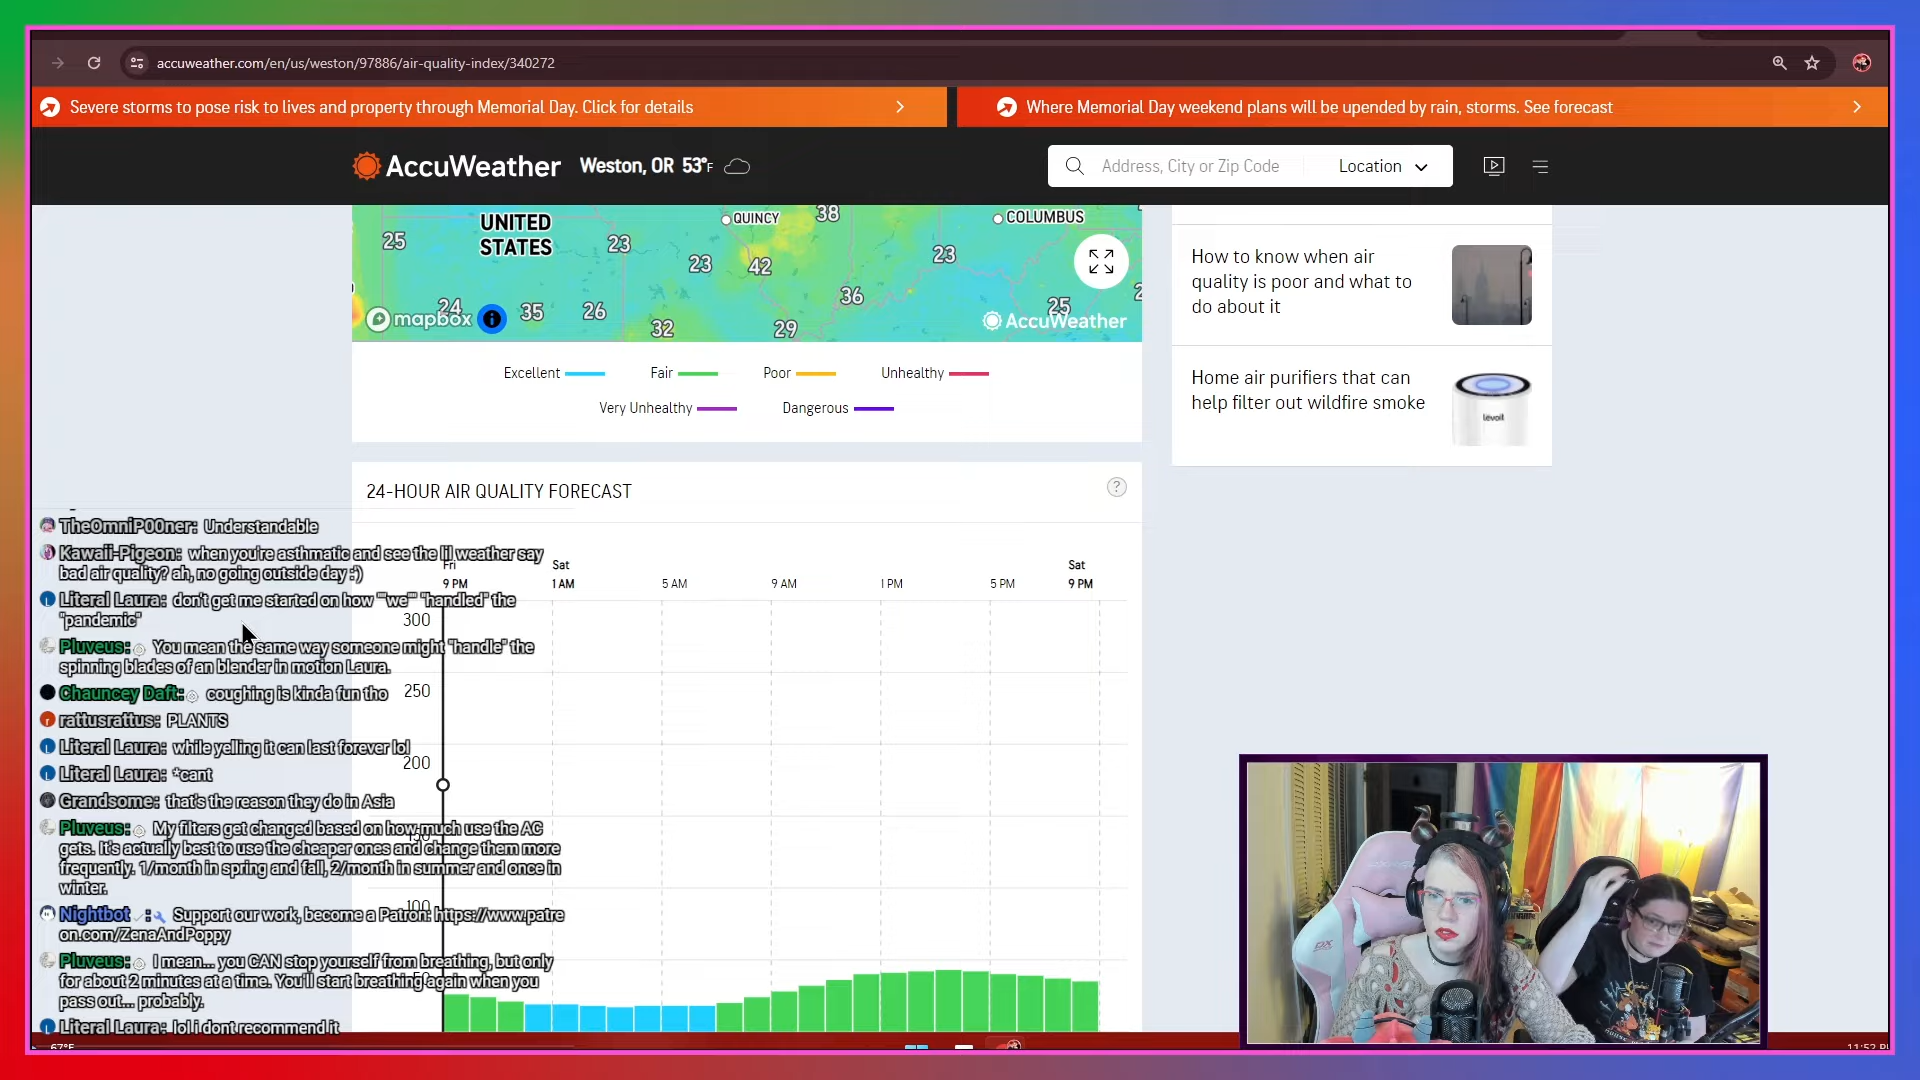 accuweather.com/en/us/weston/97886/air-quality-index/340272
Severe storms to pose risk to lives and property through Memorial Day. Click for details
Where Memorial Day weekend plans will be upended by rain, storms. See forecast
AccuWeather
Weston, OR 53°F
Address, City or Zip Code
Location
UNITED STATES
QUINCY
COLUMBUS
25
23
38
23
42
23
36
24
35
26
32
29
25
mapbox
AccuWeather
Excellent
Fair
Poor
Unhealthy
Very Unhealthy
Dangerous
How to know when air
quality is poor and what to
do about it
Home air purifiers that can
help filter out wildfire smoke
levoit
24-HOUR AIR QUALITY FORECAST
?
Fri
9 PM
Sat
1 AM
5 AM
9 AM
1 PM
5 PM
Sat
9 PM
300
250
200
150
100
50
TheOmniP00ner: Understandable
Kawaii-Pigeon: when you're asthmatic and see the lil weather say
bad air quality? ah, no going outside day :)
Literal Laura: don't get me started on how ""we"" "handled" the
"pandemic"
Pluveus: You mean the same way someone might "handle" the
spinning blades of an blender in motion Laura.
Chauncey Daft: coughing is kinda fun tho
rattusrattus: PLANTS
Literal Laura: while yelling it can last forever lol
Literal Laura: *cant
Grandsome: that's the reason they do in Asia
Pluveus: My filters get changed based on how much use the AC
gets. It's actually best to use the cheaper ones and change them more
frequently. 1/month in spring and fall, 2/month in summer and once in
winter.
Nightbot: Support our work, become a Patron: https://www.patre
on.com/ZenaAndPoppy
Pluveus: I mean... you CAN stop yourself from breathing, but only
for about 2 minutes at a time. You'll start breathing again when you
pass out... probably.
Literal Laura: lol i dont recommend it
67°F